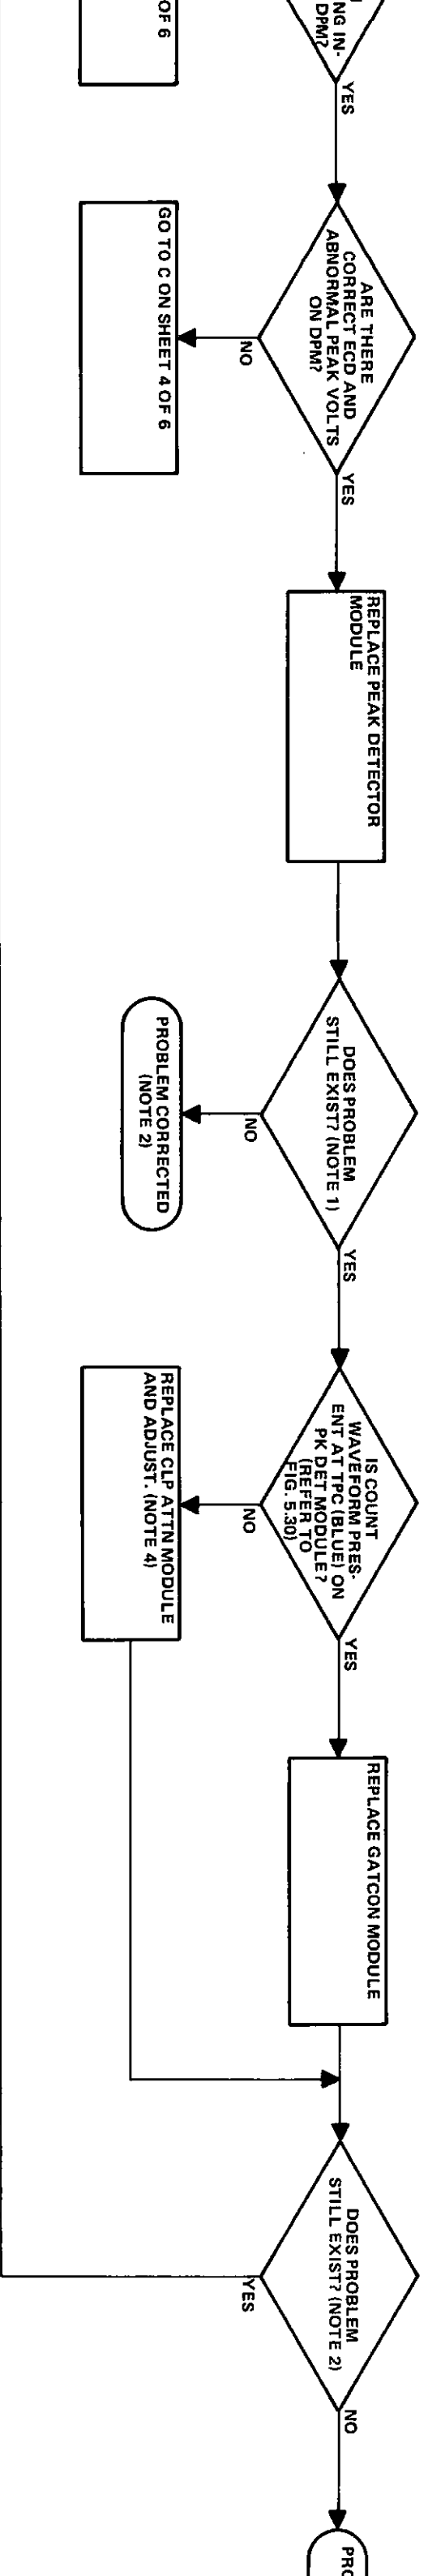 OF 6
NG IN-
DPM?
YES
ARE THERE
CORRECT ECD AND
ABNORMAL PEAK VOLTS
ON DPM?
NO
GO TO C ON SHEET 4 OF 6
YES
REPLACE PEAK DETECTOR
MODULE
DOES PROBLEM
STILL EXIST? (NOTE 1)
NO
PROBLEM CORRECTED
(NOTE 2)
YES
IS COUNT
WAVEFORM PRES-
ENT AT TPC (BLUE) ON
PK DET MODULE?
(REFER TO
FIG. 5.30)
NO
REPLACE CLP ATTN MODULE
AND ADJUST. (NOTE 4)
YES
REPLACE GATCON MODULE
DOES PROBLEM
STILL EXIST? (NOTE 2)
YES
NO
PRO